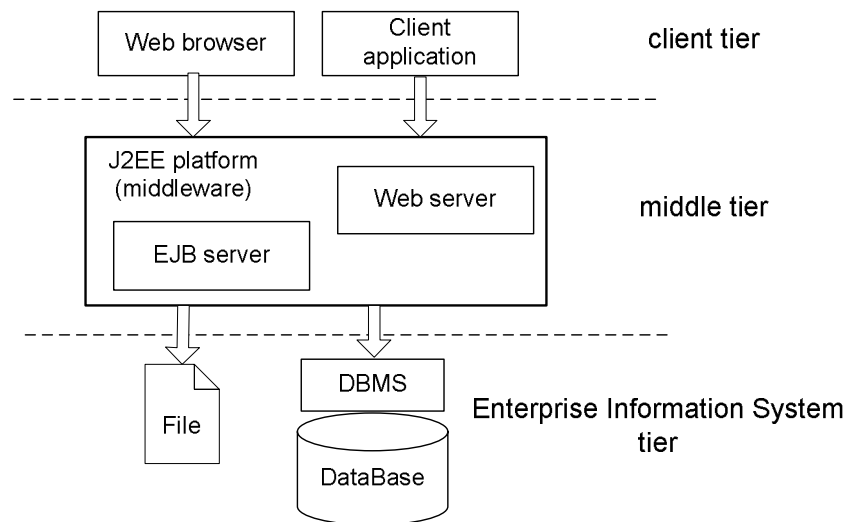 Web browser
Client
application
client tier
J2EE platform
(middleware)
Web server
middle tier
EJB server
DBMS
File
Enterprise Information System
tier
DataBase